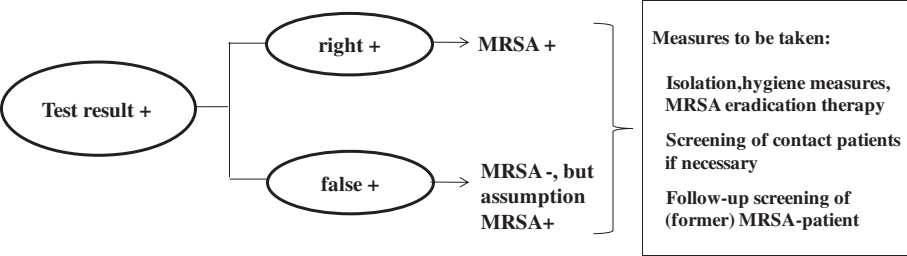 Test result +
right +
MRSA +
false +
MRSA -, but
assumption
MRSA+
Measures to be taken:
Isolation,hygiene measures,
MRSA eradication therapy
Screening of contact patients
if necessary
Follow-up screening of
(former) MRSA-patient